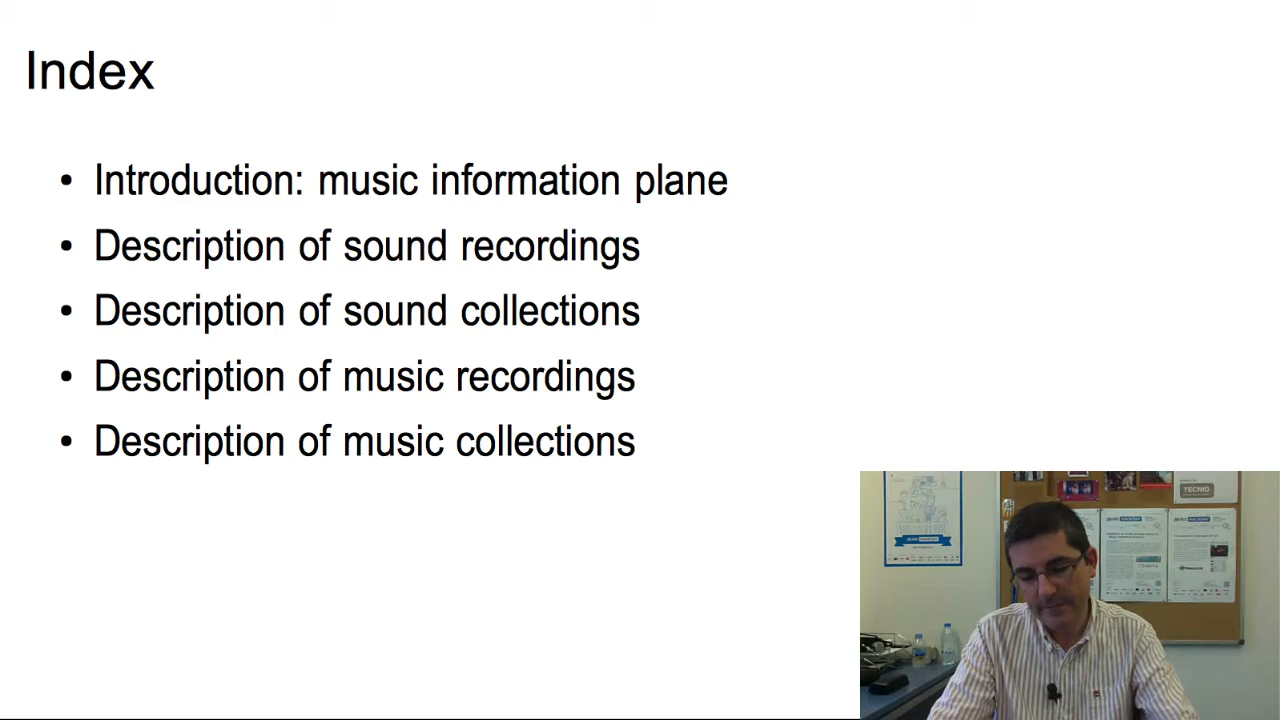 Index
• Introduction: music information plane
• Description of sound recordings
• Description of sound collections
• Description of music recordings
• Description of music collections
TECNIO